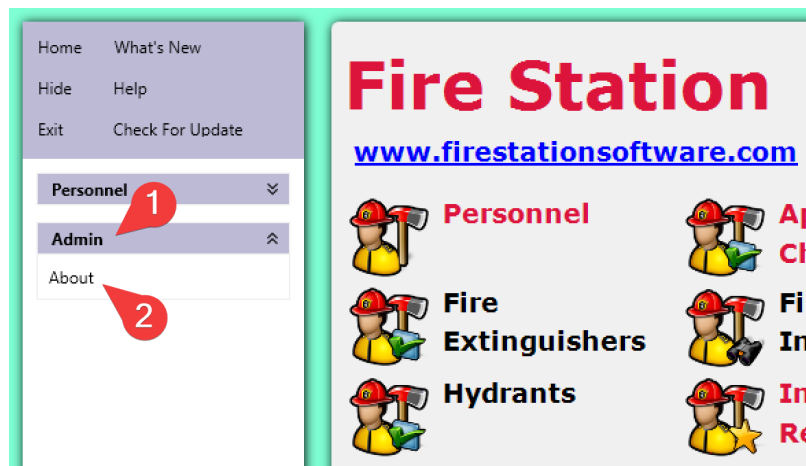 Home What's New
Hide Help
Exit Check For Update
Personnel
1
Admin
About
2
Fire Station
www.firestationsoftware.com
Personnel
Fire
Extinguishers
Hydrants